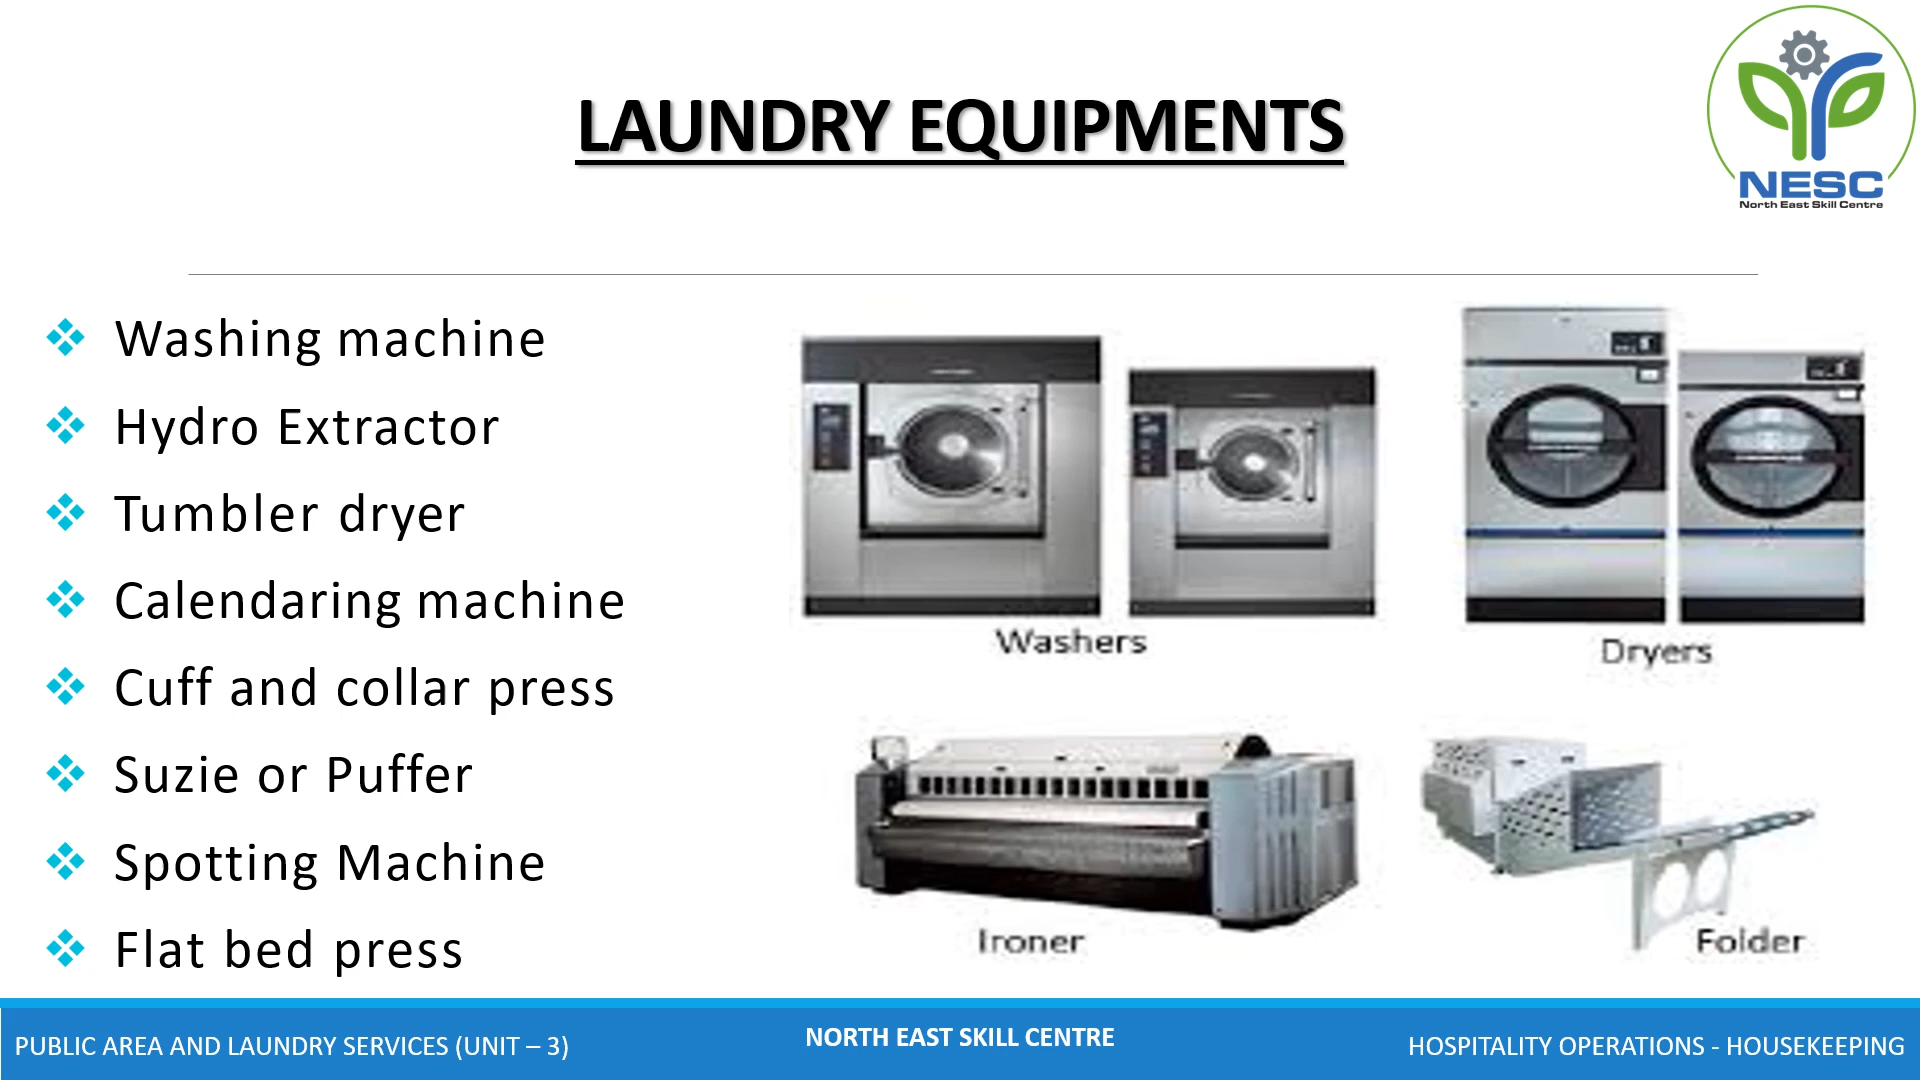 LAUNDRY EQUIPMENTS
NESC
North East Skill Centre
Washing machine
Hydro Extractor
Tumbler dryer
Calendaring machine
Cuff and collar press
Suzie or Puffer
Spotting Machine
Flat bed press
Washers
Dryers
Ironer
Folder
PUBLIC AREA AND LAUNDRY SERVICES (UNIT – 3)
NORTH EAST SKILL CENTRE
HOSPITALITY OPERATIONS - HOUSEKEEPING